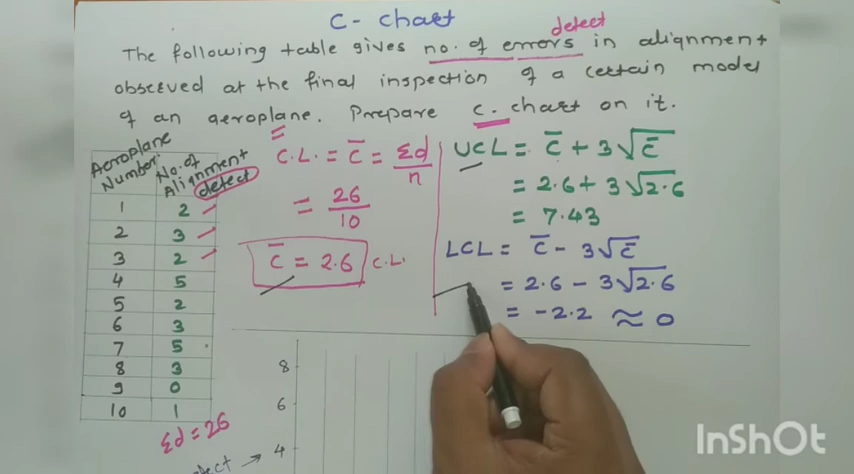 C - chart
defect
The following table gives no. of errors in alignment
observed at the final inspection of a certain model
of an aeroplane. Prepare c. chart on it.
Aeroplane Number
No. of Alignment defect
1 2
2 3
3 2
4 5
5 2
6 3
7 5
8 3
9 0
10 1
Σd = 26
C.L. = c̄ = Σd/n
= 26/10
c̄ = 2.6 C.L.
UCL = c̄ + 3√c̄
= 2.6 + 3√2.6
= 7.43
LCL = c̄ - 3√c̄
= 2.6 - 3√2.6
= -2.2 ≈ 0
8
6
4
InShOt